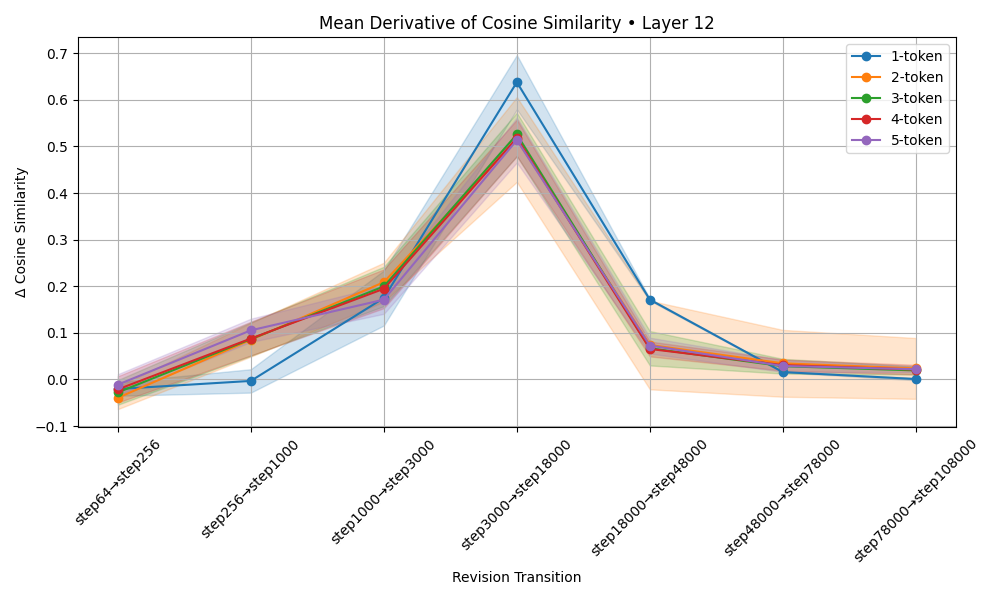 Mean Derivative of Cosine Similarity • Layer 12
Δ Cosine Similarity
0.7
0.6
0.5
0.4
0.3
0.2
0.1
0.0
−0.1
1-token
2-token
3-token
4-token
5-token
step64→step256
step256→step1000
step1000→step3000
step3000→step18000
step18000→step48000
step48000→step78000
step78000→step108000
Revision Transition